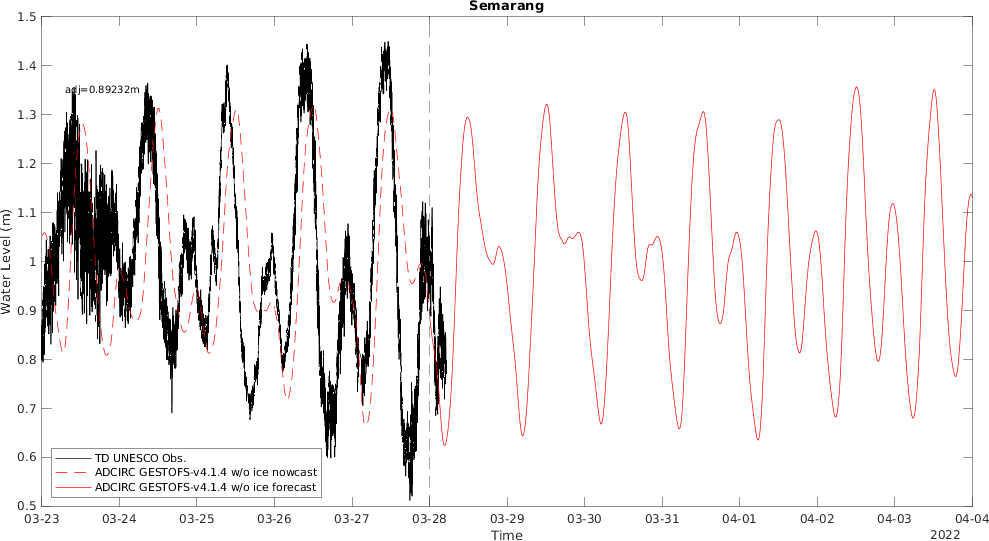 Semarang
1.5
1.4
1.3
1.2
1.1
1
0.9
0.8
0.7
0.6
0.5
Water Level (m)
adj=0.89232m
TD UNESCO Obs.
ADCIRC GESTOFS-v4.1.4 w/o ice nowcast
ADCIRC GESTOFS-v4.1.4 w/o ice forecast
03-23 03-24 03-25 03-26 03-27 03-28 03-29 03-30 03-31 04-01 04-02 04-03 04-04
Time
2022